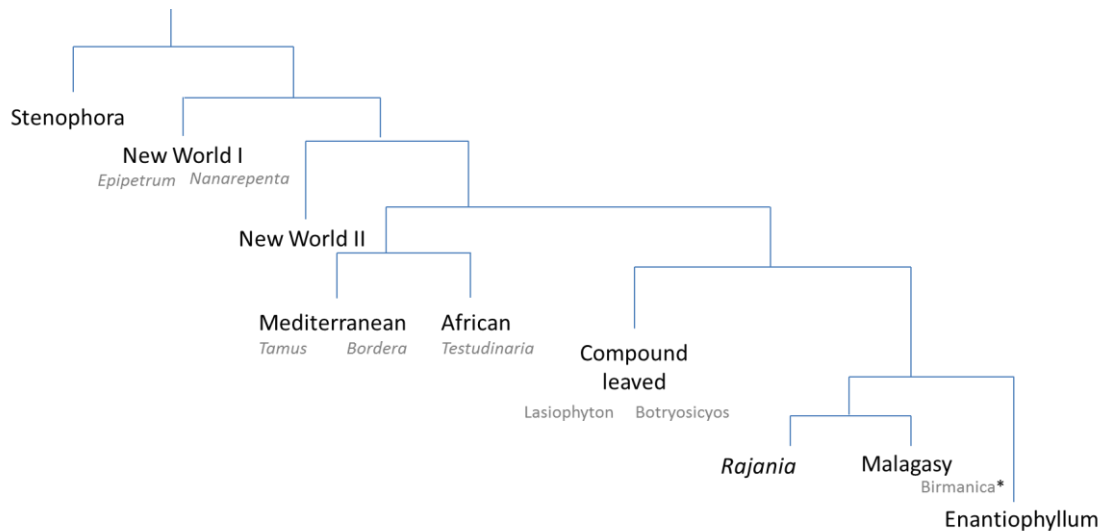 Stenophora
New World I
Epipetrum Nanarepenta
New World II
Mediterranean African
Tamus Bordera Testudinaria
Compound
leaved
Lasiophyton Botryosicyos
Rajania Malagasy
Birmanica*
Enantiophyllum